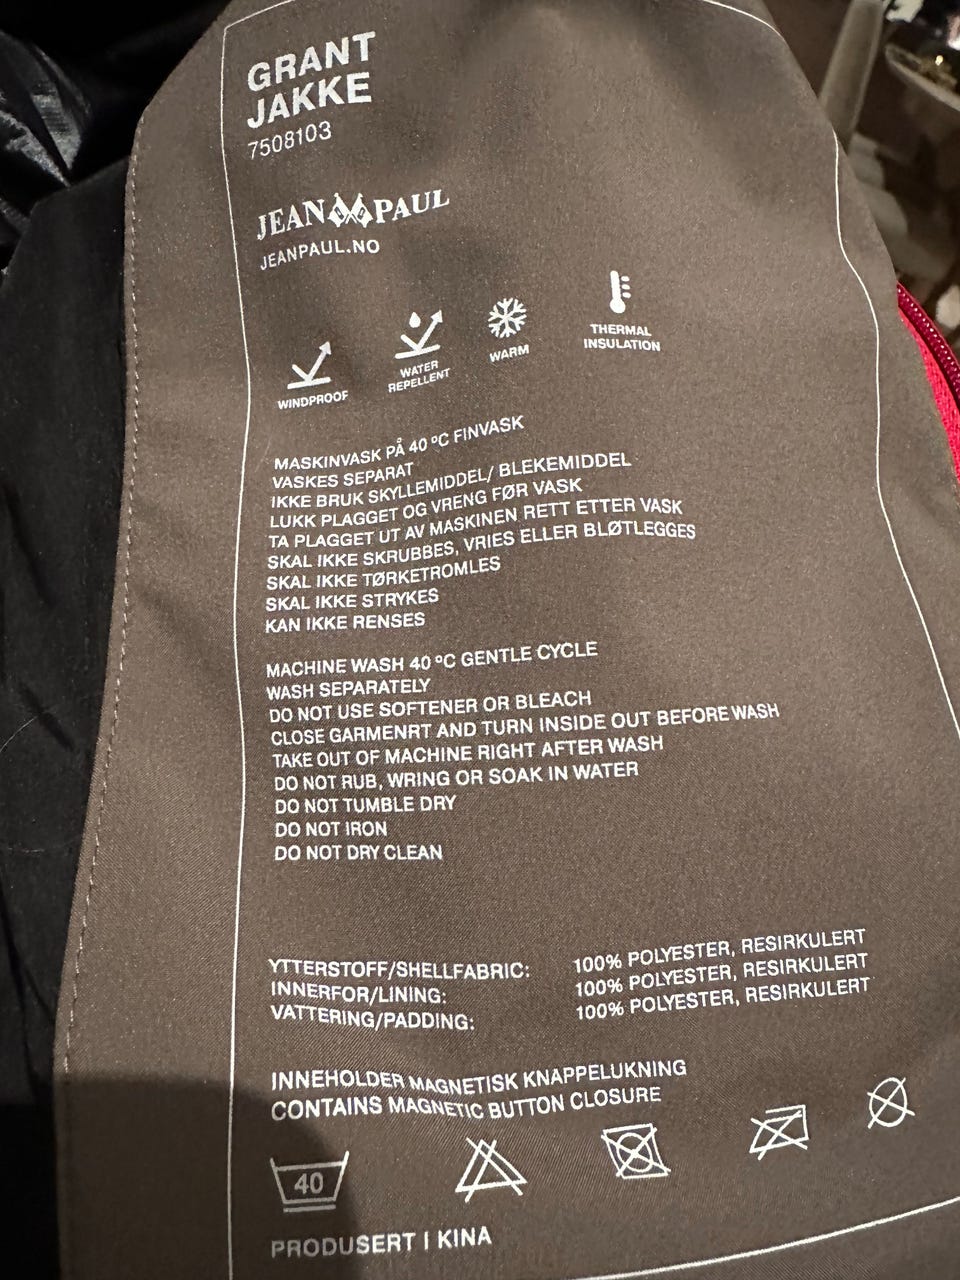 GRANT
JAKKE
7508103
JEAN PAUL
JEANPAUL.NO
WINDPROOF
WATER
REPELLENT
WARM
THERMAL
INSULATION
MASKINVASK PÅ 40 ºC FINVASK
VASKES SEPARAT
IKKE BRUK SKYLLEMIDDEL/ BLEKEMIDDEL
LUKK PLAGGET OG VRENG FØR VASK
TA PLAGGET UT AV MASKINEN RETT ETTER VASK
SKAL IKKE SKRUBBES, VRIES ELLER BLØTLEGGES
SKAL IKKE TØRKETROMLES
SKAL IKKE STRYKES
KAN IKKE RENSES
MACHINE WASH 40 ºC GENTLE CYCLE
WASH SEPARATELY
DO NOT USE SOFTENER OR BLEACH
CLOSE GARMENRT AND TURN INSIDE OUT BEFORE WASH
TAKE OUT OF MACHINE RIGHT AFTER WASH
DO NOT RUB, WRING OR SOAK IN WATER
DO NOT TUMBLE DRY
DO NOT IRON
DO NOT DRY CLEAN
YTTERSTOFF/SHELLFABRIC: 100% POLYESTER, RESIRKULERT
INNERFOR/LINING: 100% POLYESTER, RESIRKULERT
VATTERING/PADDING: 100% POLYESTER, RESIRKULERT
INNEHOLDER MAGNETISK KNAPPELUKNING
CONTAINS MAGNETIC BUTTON CLOSURE
40
PRODUSERT I KINA